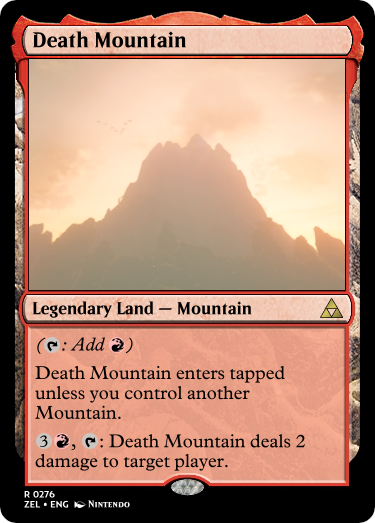 Death Mountain
Legendary Land — Mountain
(: Add )
Death Mountain enters tapped
unless you control another
Mountain.
3, : Death Mountain deals 2
damage to target player.
R 0276
ZEL • ENG Nintendo